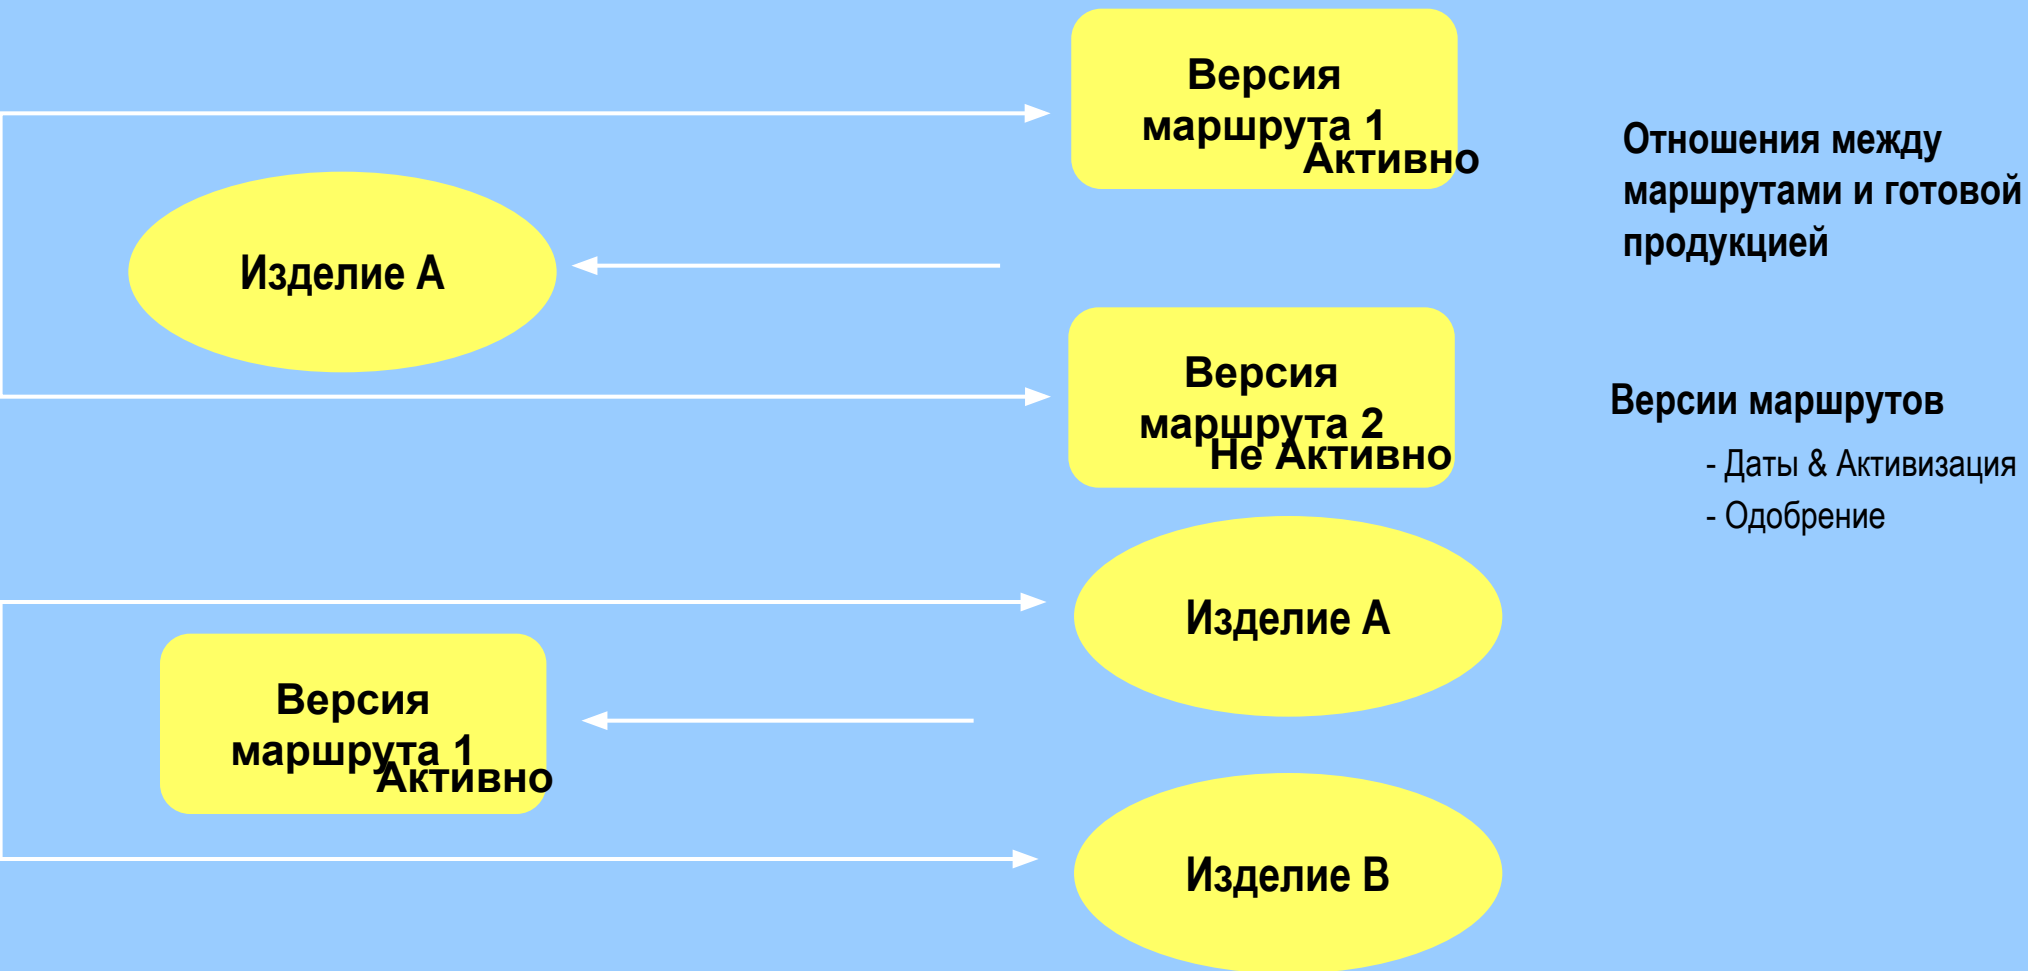 Версия
маршрута 1
Активно
Отношения между
маршрутами и готовой
продукцией
Изделие А
Версия
маршрута 2
Не Активно
Версии маршрутов
- Даты & Активизация
- Одобрение
Изделие А
Версия
маршрута 1
Активно
Изделие В